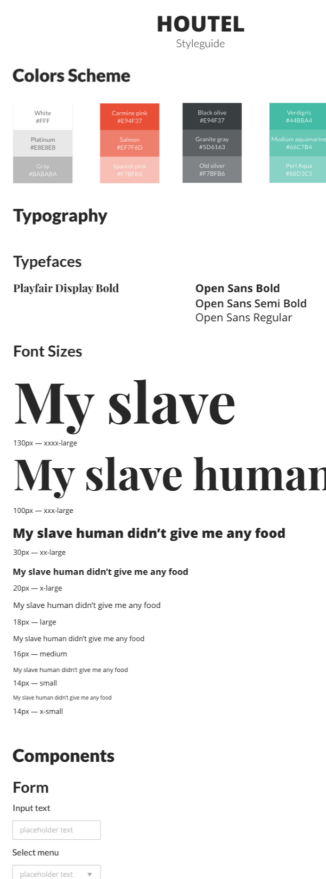 HOUTEL
Styleguide
Colors Scheme
White
#FFF
Carmine pink
#E94F37
Black olive
#393E41
Verdigris
#44BBA4
Platinum
#E8E8E8
Salmon
#EF7F6D
Granite gray
#5D6163
Medium aquamarine
#66C7B4
Gray
#BABABA
Spanish pink
#F7BFB6
Old silver
#F7BFB6
Pearl Aqua
#88D3C5
Typography
Typefaces
Playfair Display Bold
Open Sans Bold
Open Sans Semi Bold
Open Sans Regular
Font Sizes
My slave
130px — xxxx-large
My slave human
100px — xxx-large
My slave human didn’t give me any food
30px — xx-large
My slave human didn’t give me any food
20px — x-large
My slave human didn’t give me any food
18px — large
My slave human didn’t give me any food
16px — medium
My slave human didn’t give me any food
14px — small
My slave human didn’t give me any food
14px — x-small
Components
Form
Input text
placeholder text
Select menu
placeholder text